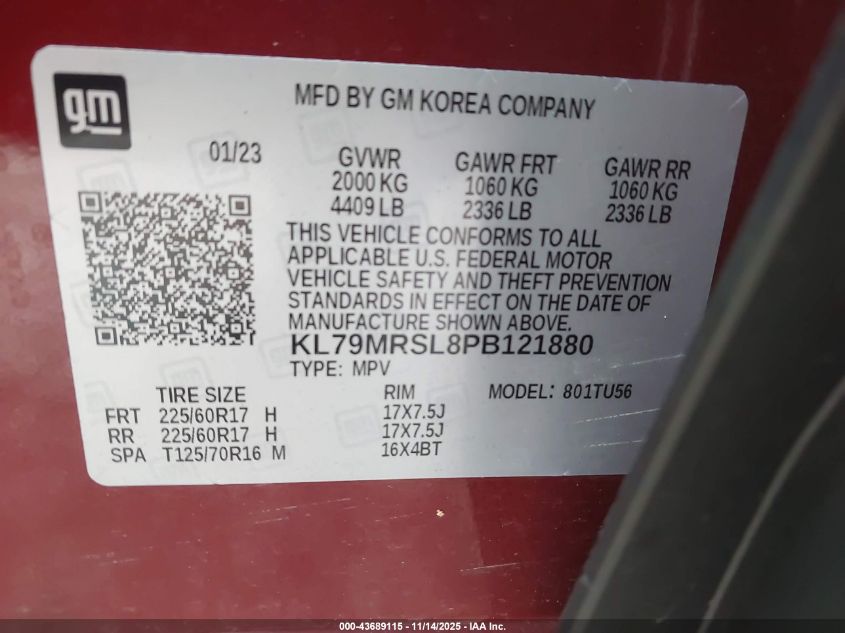 gm
MFD BY GM KOREA COMPANY
01/23
GVWR GAWR FRT GAWR RR
2000 KG 1060 KG 1060 KG
4409 LB 2336 LB 2336 LB
THIS VEHICLE CONFORMS TO ALL
APPLICABLE U.S. FEDERAL MOTOR
VEHICLE SAFETY AND THEFT PREVENTION
STANDARDS IN EFFECT ON THE DATE OF
MANUFACTURE SHOWN ABOVE.
KL79MRSL8PB121880
TYPE: MPV
TIRE SIZE RIM MODEL: 801TU56
FRT 225/60R17 H 17X7.5J
RR 225/60R17 H 17X7.5J
SPA T125/70R16 M 16X4BT
000-43689115 - 11/14/2025 - IAA Inc.